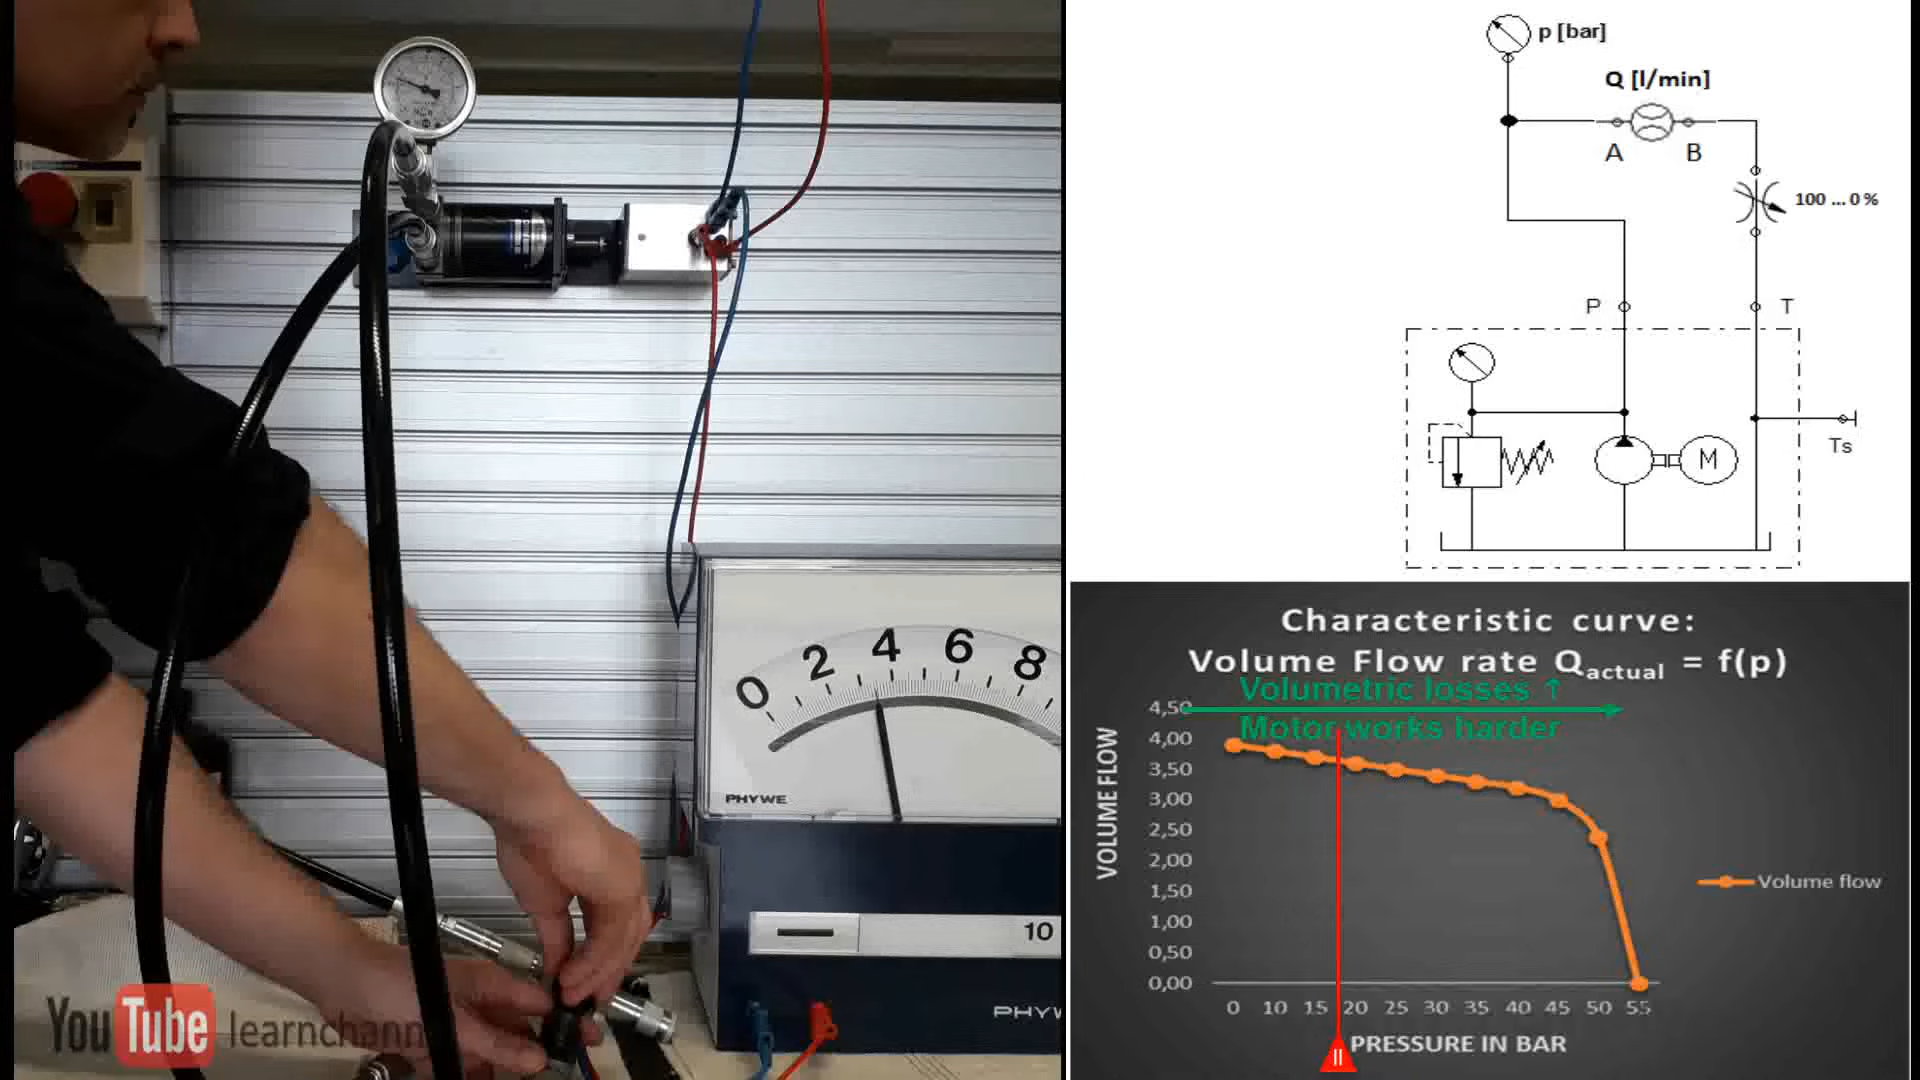 p [bar]
Q [l/min]
A B
100 ... 0 %
P T
M
Ts
0 2 4 6 8
PHYWE
10
PHYW
YouTube learnchann
Characteristic curve:
Volume Flow rate Qactual = f(p)
Volumetric losses ↑
Motor works harder
VOLUME FLOW
4,50
4,00
3,50
3,00
2,50
2,00
1,50
1,00
0,50
0,00
0 10 15 20 25 30 35 40 45 50 55
PRESSURE IN BAR
Volume flow